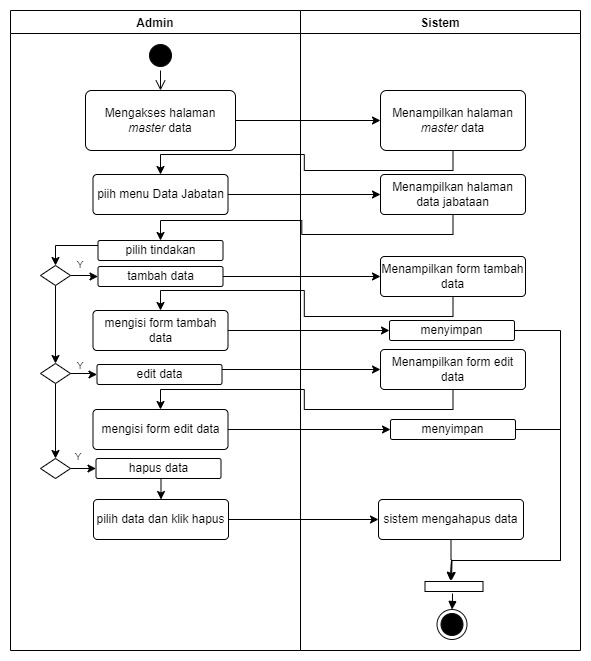 Admin
Sistem
Mengakses halaman
master data
Menampilkan halaman
master data
piih menu Data Jabatan
Menampilkan halaman
data jabataan
pilih tindakan
Y
tambah data
Menampilkan form tambah
data
mengisi form tambah
data
menyimpan
Y
edit data
Menampilkan form edit
data
mengisi form edit data
menyimpan
Y
hapus data
pilih data dan klik hapus
sistem mengahapus data